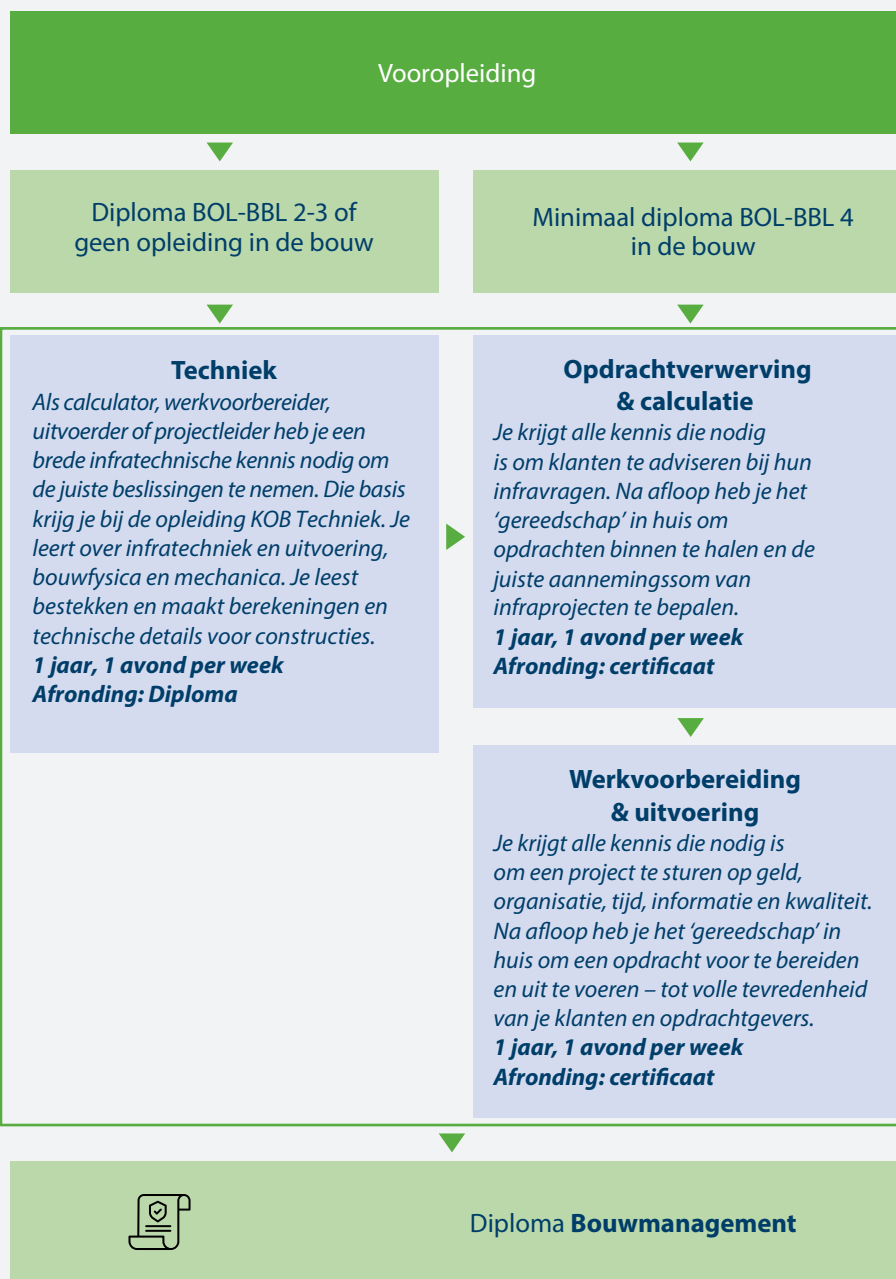 Vooropleiding
Diploma BOL-BBL 2-3 of
geen opleiding in de bouw
Minimaal diploma BOL-BBL 4
in de bouw
Techniek
Als calculator, werkvoorbereider,
uitvoerder of projectleider heb je een
brede infratechnische kennis nodig om
de juiste beslissingen te nemen. Die basis
krijg je bij de opleiding KOB Techniek. Je
leert over infratechniek en uitvoering,
bouwfysica en mechanica. Je leest
bestekken en maakt berekeningen en
technische details voor constructies.
1 jaar, 1 avond per week
Afronding: Diploma
Opdrachtverwerving
& calculatie
Je krijgt alle kennis die nodig
is om klanten te adviseren bij hun
infravragen. Na afloop heb je het
‘gereedschap’ in huis om
opdrachten binnen te halen en de
juiste aannemingssom van
infraprojecten te bepalen.
1 jaar, 1 avond per week
Afronding: certificaat
Werkvoorbereiding
& uitvoering
Je krijgt alle kennis die nodig is
om een project te sturen op geld,
organisatie, tijd, informatie en kwaliteit.
Na afloop heb je het ‘gereedschap’ in
huis om een opdracht voor te bereiden
en uit te voeren – tot volle tevredenheid
van je klanten en opdrachtgevers.
1 jaar, 1 avond per week
Afronding: certificaat
Diploma Bouwmanagement